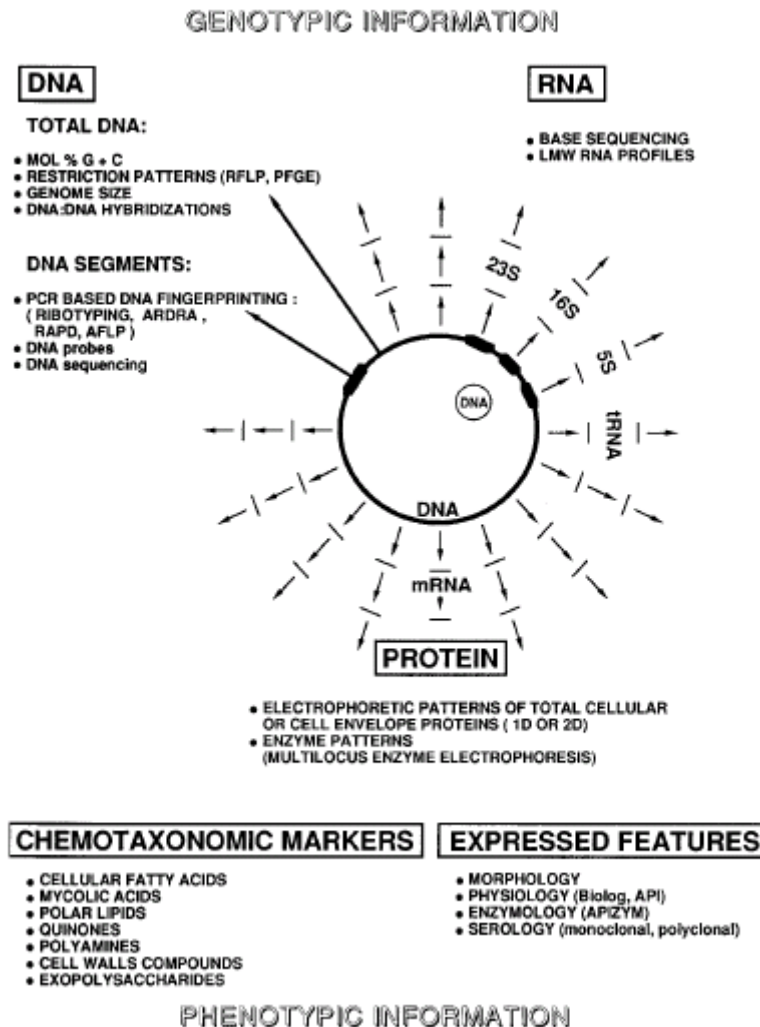 GENOTYPIC INFORMATION
DNA
TOTAL DNA:
• MOL % G + C
• RESTRICTION PATTERNS (RFLP, PFGE)
• GENOME SIZE
• DNA:DNA HYBRIDIZATIONS
DNA SEGMENTS:
• PCR BASED DNA FINGERPRINTING :
( RIBOTYPING, ARDRA ,
RAPD, AFLP )
• DNA probes
• DNA sequencing
RNA
• BASE SEQUENCING
• LMW RNA PROFILES
23S
16S
5S
tRNA
DNA
DNA
mRNA
PROTEIN
• ELECTROPHORETIC PATTERNS OF TOTAL CELLULAR
OR CELL ENVELOPE PROTEINS ( 1D OR 2D)
• ENZYME PATTERNS
(MULTILOCUS ENZYME ELECTROPHORESIS)
CHEMOTAXONOMIC MARKERS
• CELLULAR FATTY ACIDS
• MYCOLIC ACIDS
• POLAR LIPIDS
• QUINONES
• POLYAMINES
• CELL WALLS COMPOUNDS
• EXOPOLYSACCHARIDES
EXPRESSED FEATURES
• MORPHOLOGY
• PHYSIOLOGY (Biolog, API)
• ENZYMOLOGY (APIZYM)
• SEROLOGY (monoclonal, polyclonal)
PHENOTYPIC INFORMATION